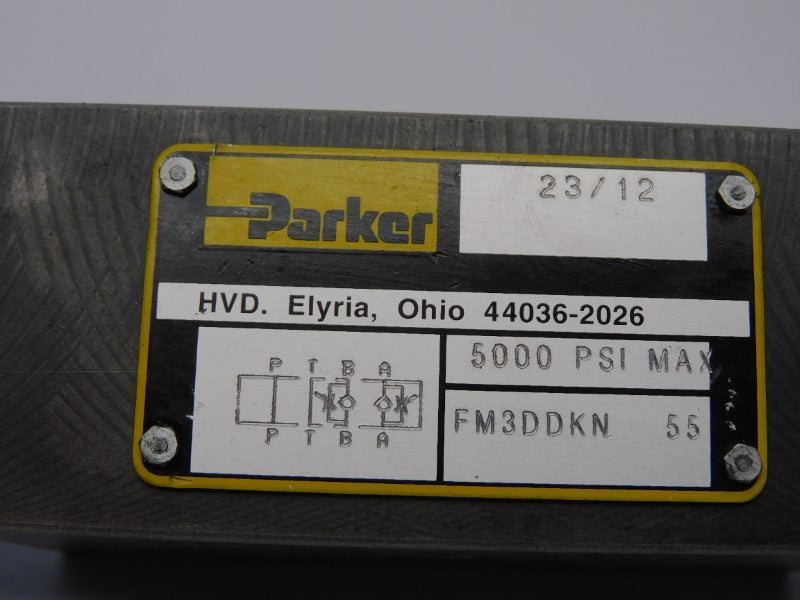 Parker
23/12
HVD. Elyria, Ohio 44036-2026
P T B A
P T B A
5000 PSI MAX
FM3DDKN 55